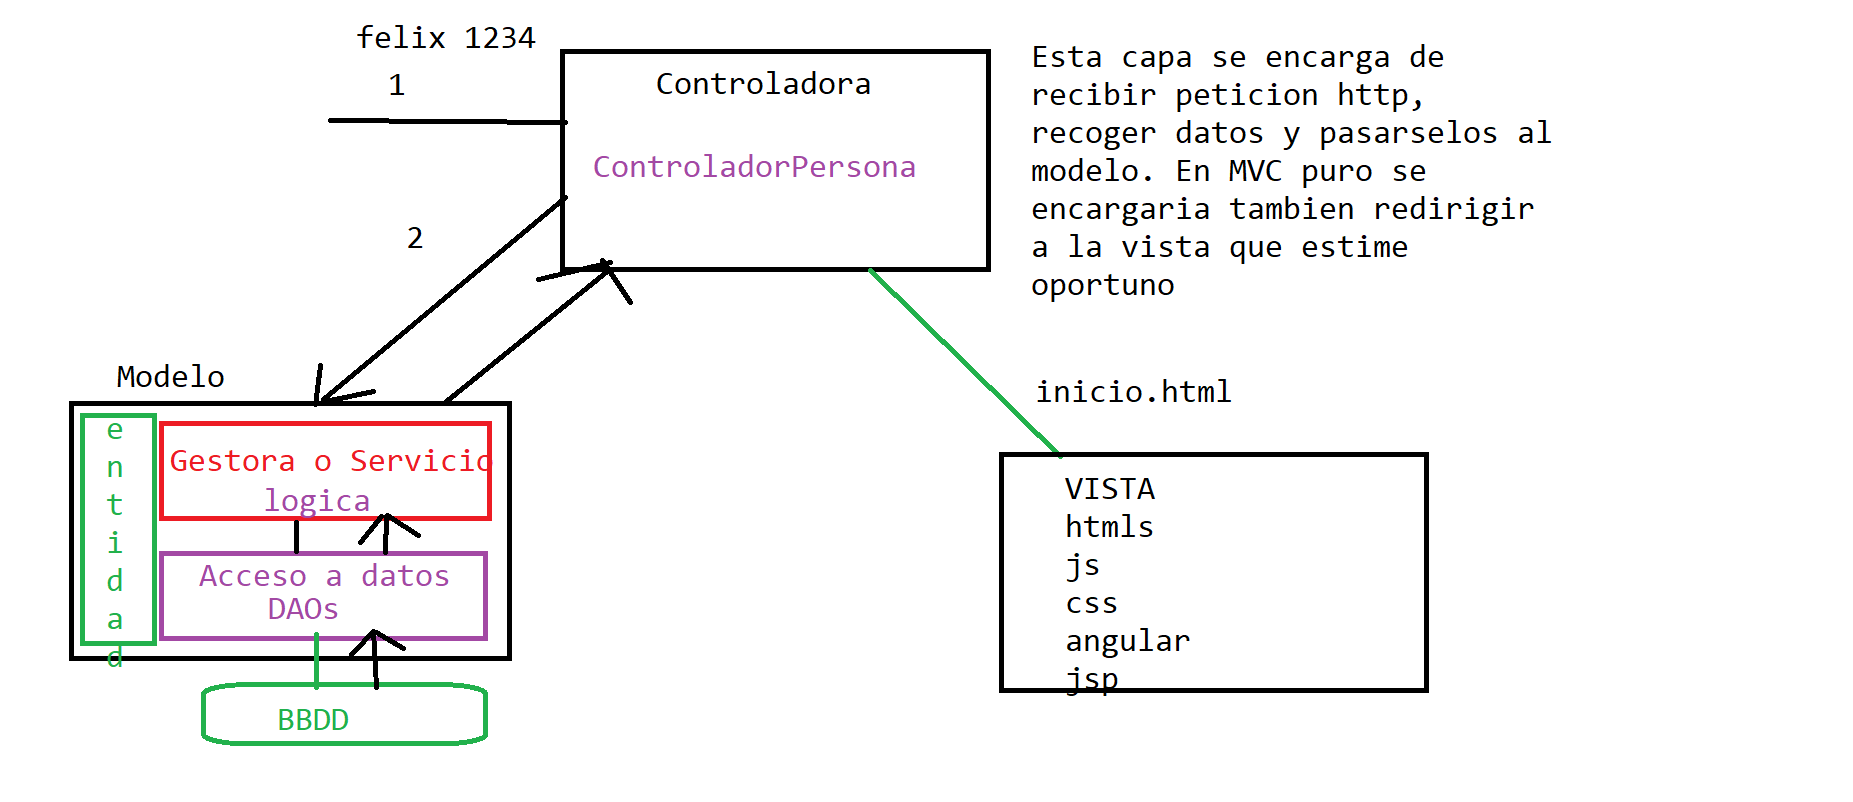 felix 1234
1
Controladora
ControladorPersona
Esta capa se encarga de
recibir peticion http,
recoger datos y pasarselos al
modelo. En MVC puro se
encargaria tambien redirigir
a la vista que estime
oportuno
2
Modelo
entidad
Gestora o Servicio
logica
Acceso a datos
DAOs
BBDD
inicio.html
VISTA
htmls
js
css
angular
jsp